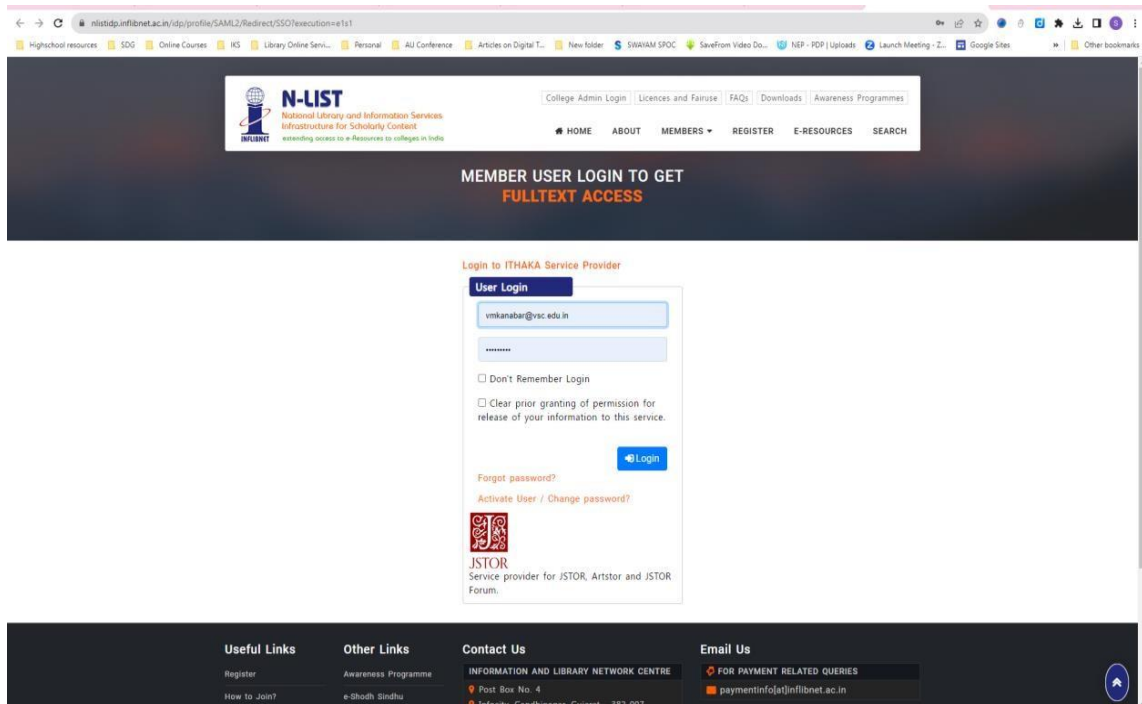 nlistidp.inflibnet.ac.in/idp/profile/SAML2/Redirect/SSO?execution=e1s1
Highschool resources SDG Online Courses IKS Library Online Servi... Personal AU Conference Articles on Digital T... New folder SWAYAM SPOC SaveFrom Video Do... NEP - PDP | Uploads Launch Meeting - Z... Google Sites » Other bookmarks
N-LIST
National Library and Information Services
Infrastructure for Scholarly Content
extending access to e-Resources to colleges in India
INFLIBNET
College Admin Login Licences and Fairuse FAQs Downloads Awareness Programmes
HOME ABOUT MEMBERS REGISTER E-RESOURCES SEARCH
MEMBER USER LOGIN TO GET
FULLTEXT ACCESS
Login to ITHAKA Service Provider
User Login
vmkanabar@vsc.edu.in
Don't Remember Login
Clear prior granting of permission for
release of your information to this service.
Login
Forgot password?
Activate User / Change password?
JSTOR
Service provider for JSTOR, Artstor and JSTOR
Forum.
Useful Links Other Links Contact Us Email Us
Register Awareness Programme INFORMATION AND LIBRARY NETWORK CENTRE FOR PAYMENT RELATED QUERIES
How to Join? e-Shodh Sindhu Post Box No. 4 paymentinfo[at]inflibnet.ac.in